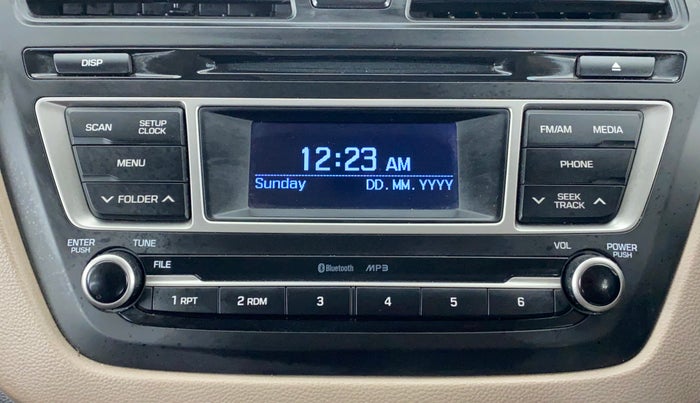 DISP
SCAN
SETUP
CLOCK
MENU
FOLDER
12:23 AM
Sunday DD.MM.YYYY
FM/AM MEDIA
PHONE
SEEK
TRACK
ENTER
PUSH
TUNE
FILE
Bluetooth MP3
VOL
POWER
PUSH
1 RPT 2 RDM 3 4 5 6